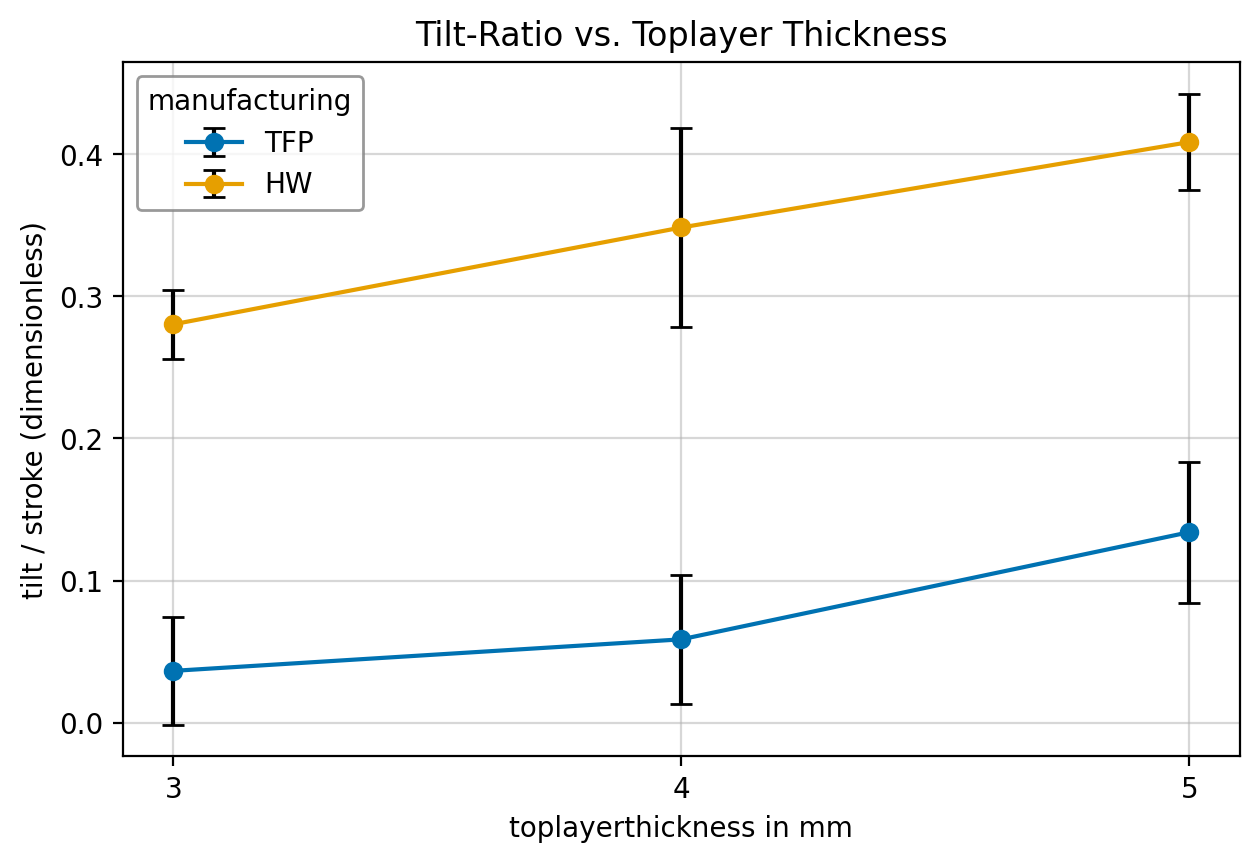 Tilt-Ratio vs. Toplayer Thickness
manufacturing
TFP
HW
tilt / stroke (dimensionless)
0.4
0.3
0.2
0.1
0.0
3 4 5
toplayerthickness in mm